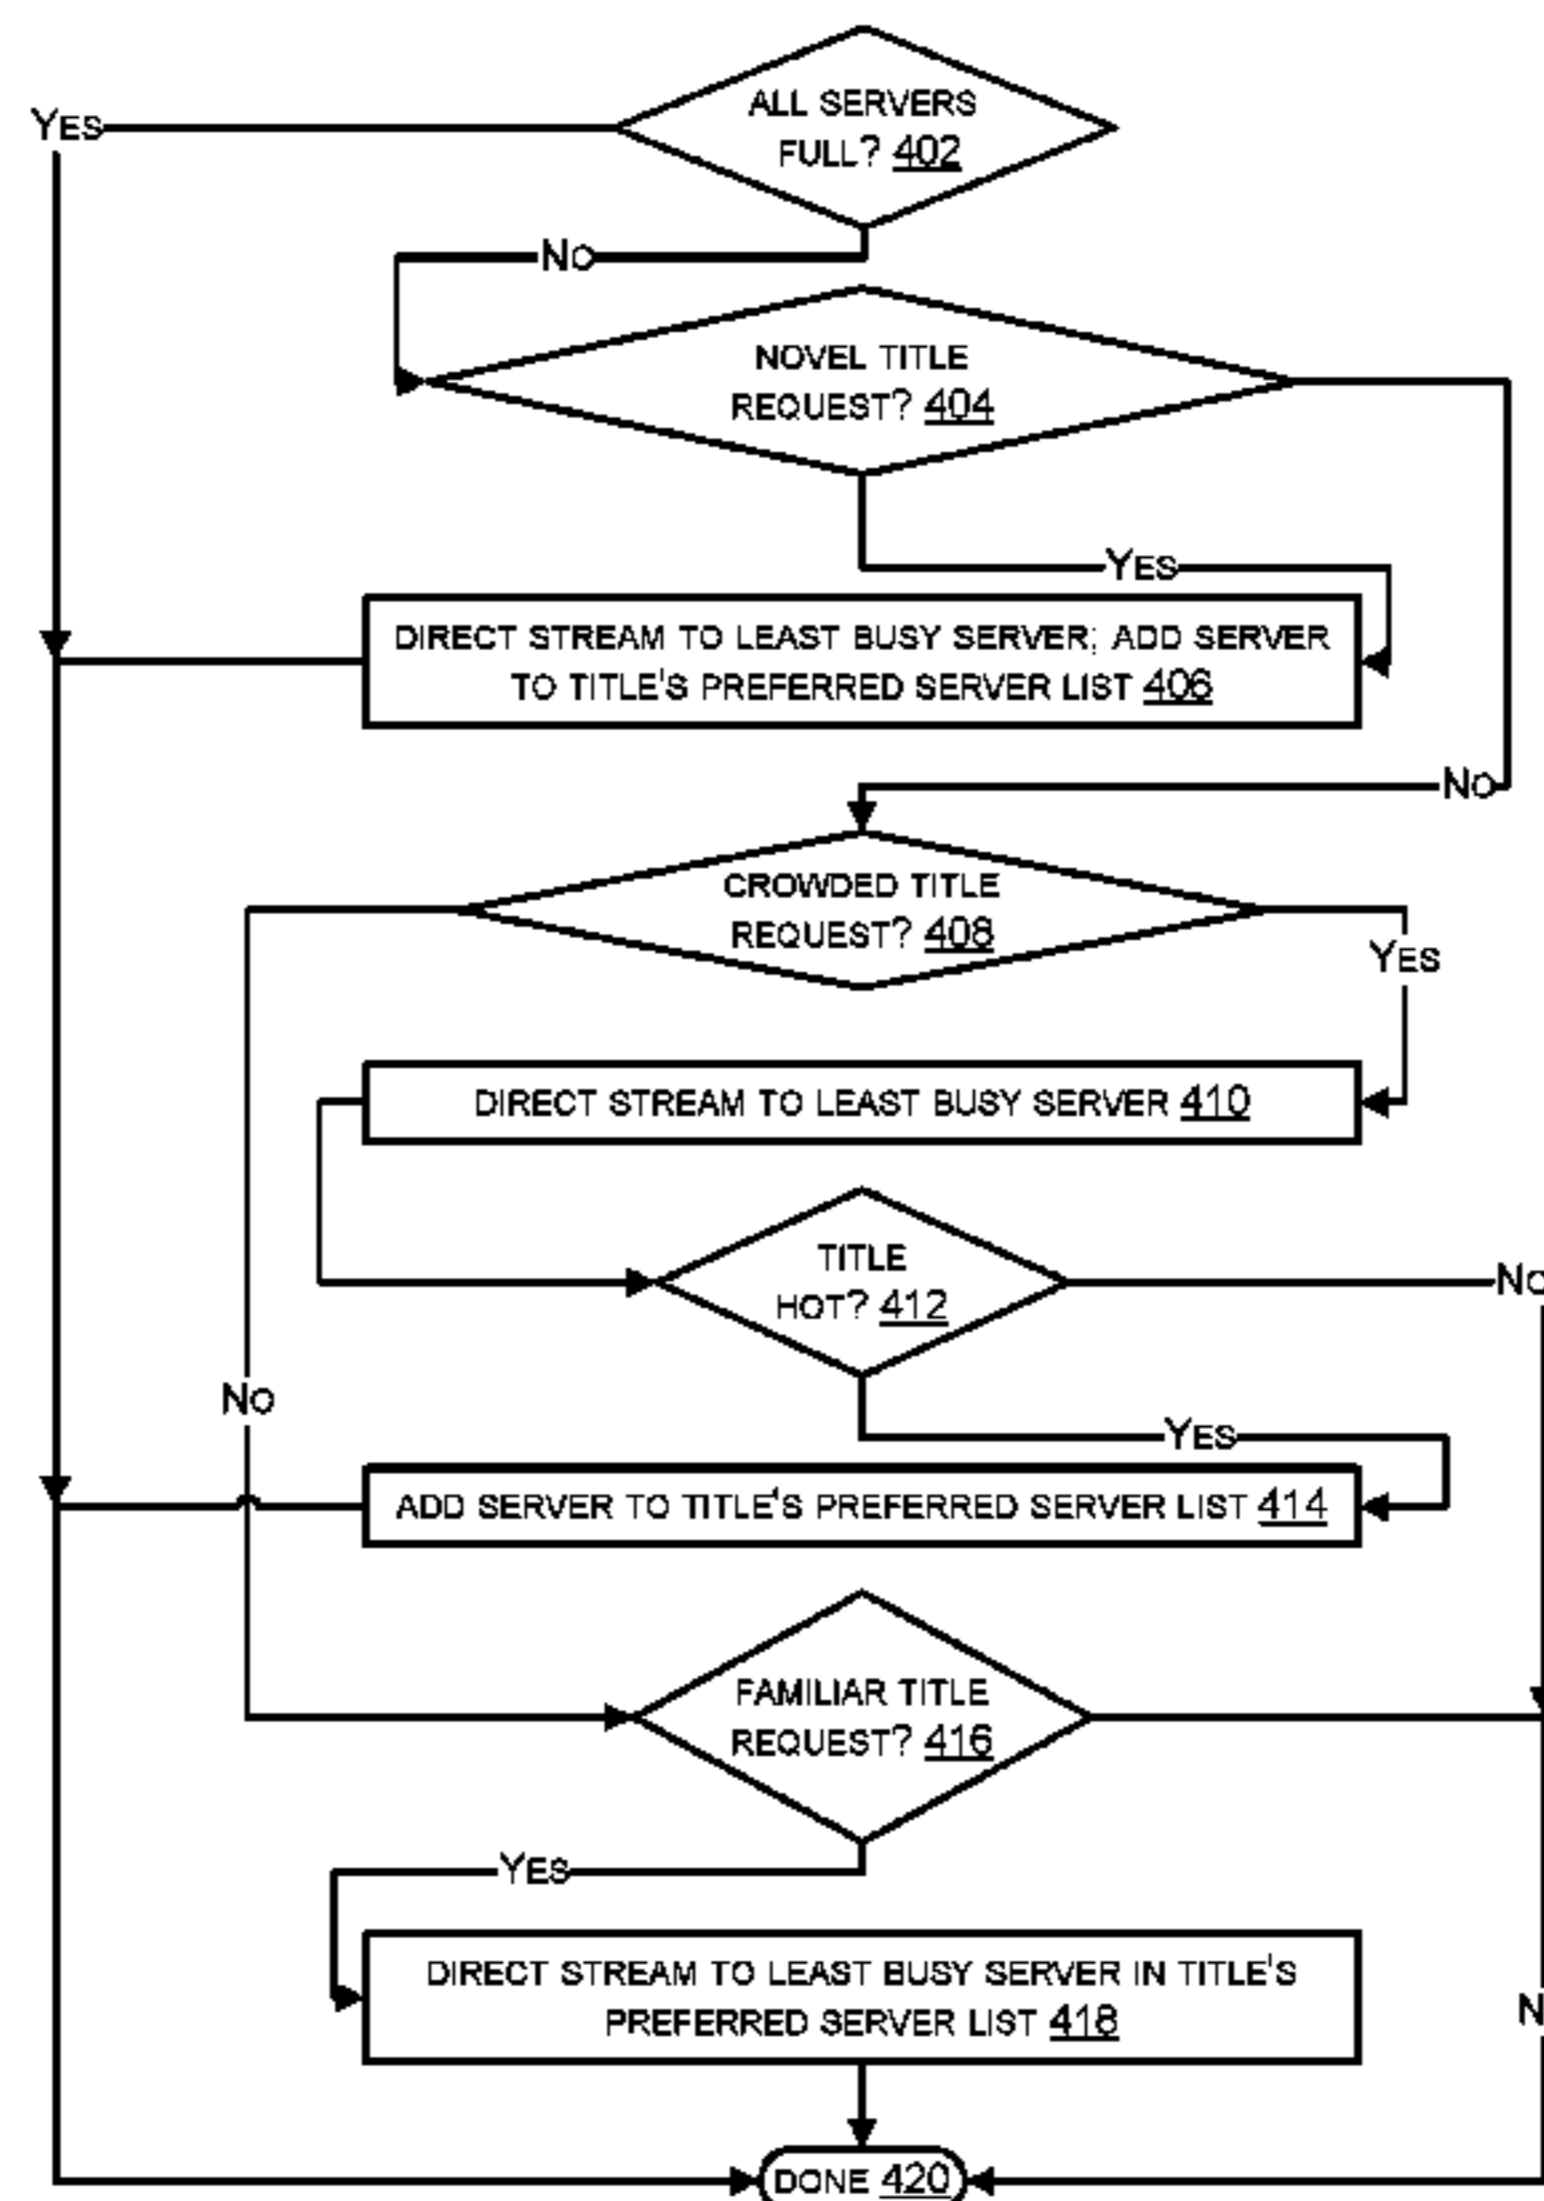 ALL SERVERS
FULL? 402
YES
NO
NOVEL TITLE
REQUEST? 404
YES
DIRECT STREAM TO LEAST BUSY SERVER; ADD SERVER
TO TITLE'S PREFERRED SERVER LIST 406
NO
CROWDED TITLE
REQUEST? 408
YES
DIRECT STREAM TO LEAST BUSY SERVER 410
TITLE
HOT? 412
NO
NO
YES
ADD SERVER TO TITLE'S PREFERRED SERVER LIST 414
FAMILIAR TITLE
REQUEST? 416
YES
DIRECT STREAM TO LEAST BUSY SERVER IN TITLE'S
PREFERRED SERVER LIST 418
DONE 420